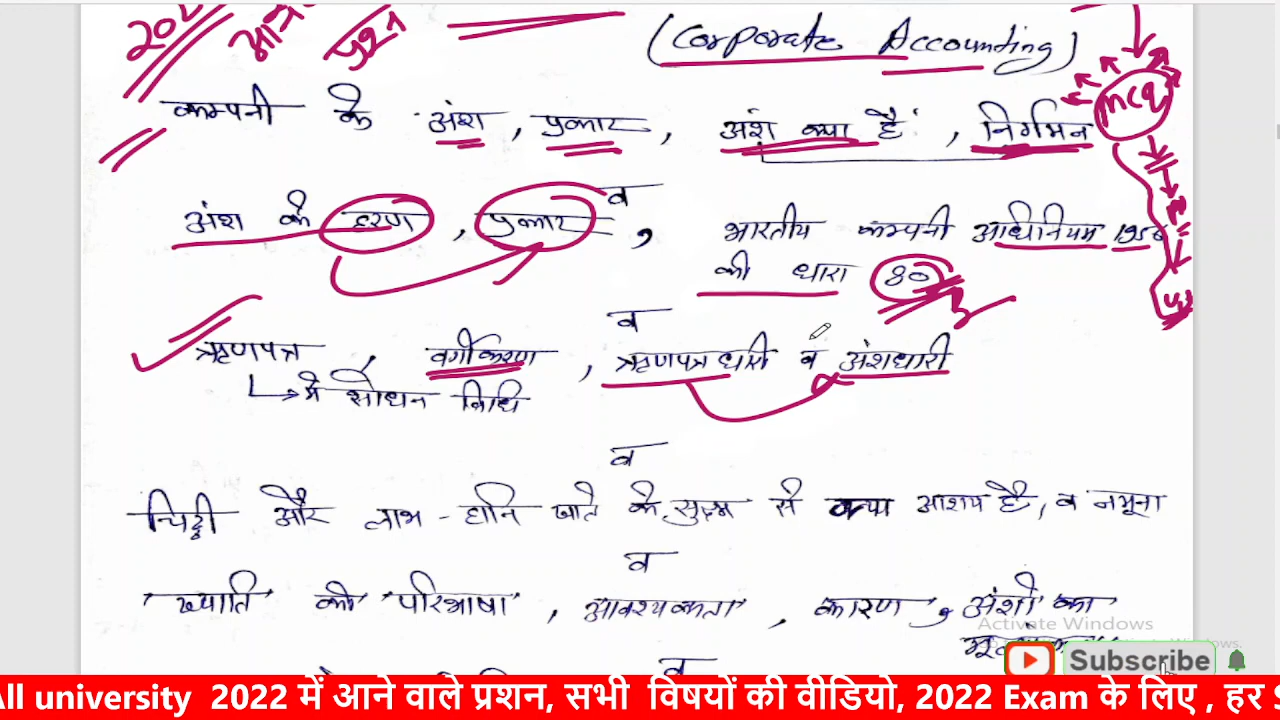 (Corporate Accounting)
प्रश्न
MCQ
कम्पनी के अंश, प्रकार, अंश क्या है, निर्गमन
अंश के हरण, प्रकार, व भारतीय कम्पनी अधिनियम 1956
की धारा 80
व
ऋणपत्र, वर्गीकरण, ऋणपत्र धारी व अंशधारी
शोधन विधि
व
चिट्ठी और लाभ-हानि खाते के से क्या आशय है, व नमूना
व
ख्याति की परिभाषा, आवश्यकता, कारण, अंशों का
Activate Windows
Subscribe
व
All university 2022 में आने वाले प्रशन, सभी विषयों की वीडियो, 2022 Exam के लिए , हर